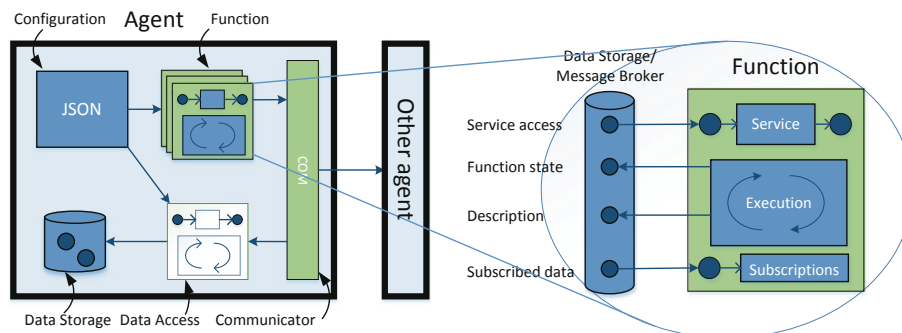 Configuration
Agent
Function
JSON
COM
Other agent
Data Storage
Data Access
Communicator
Data Storage/
Message Broker
Function
Service access
Service
Function state
Execution
Description
Subscribed data
Subscriptions